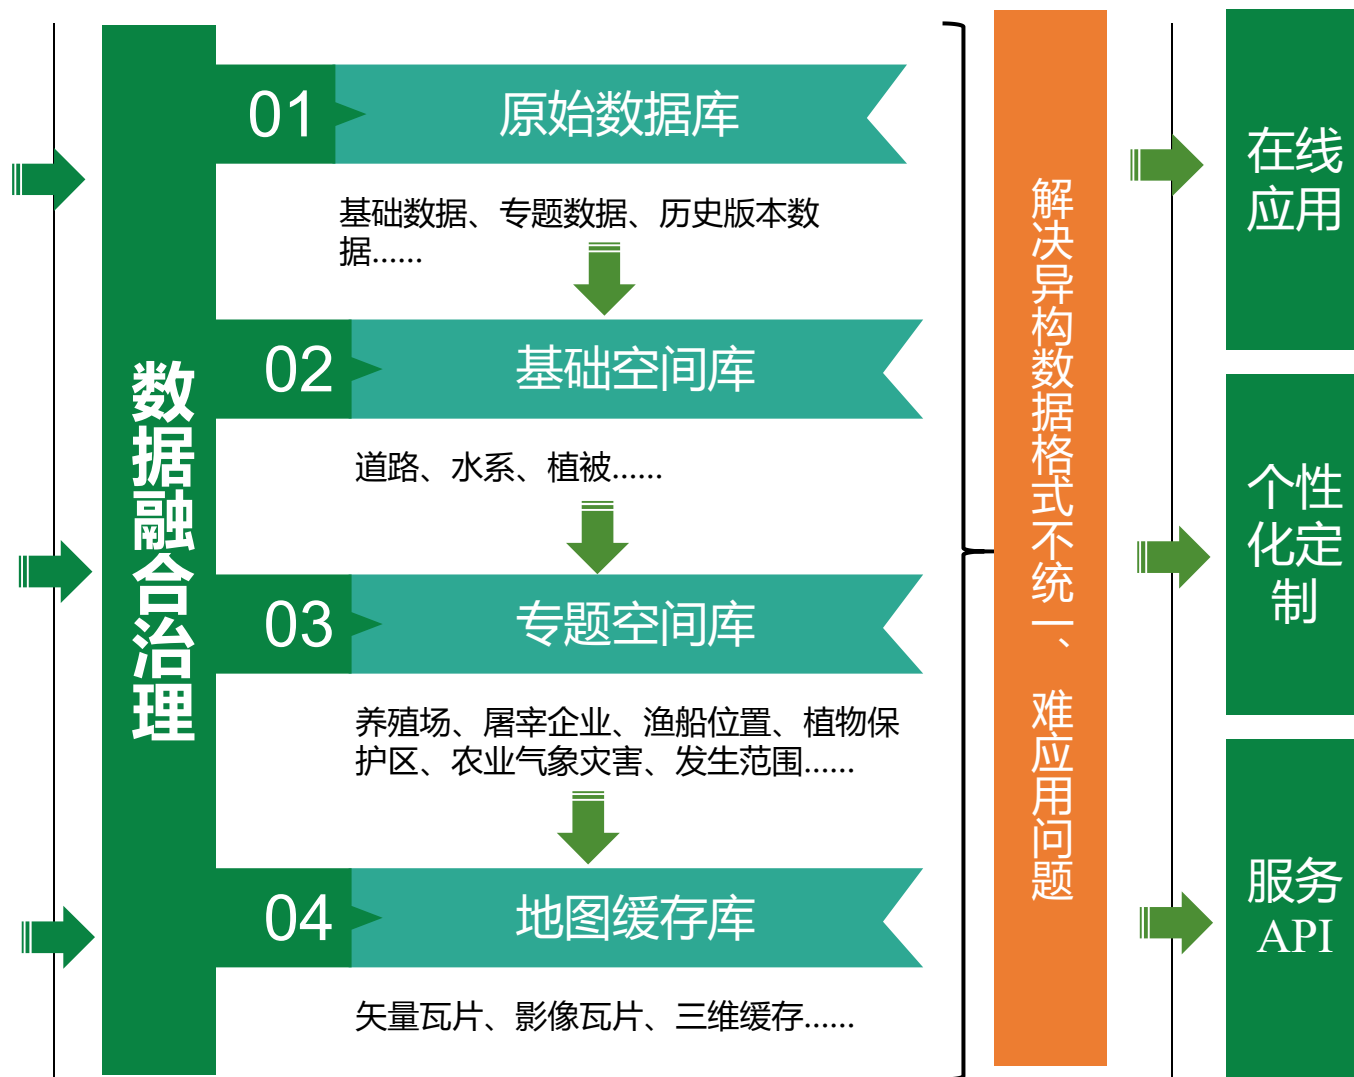 数据融合治理
01
原始数据库
基础数据、专题数据、历史版本数
据......
02
基础空间库
道路、水系、植被......
03
专题空间库
养殖场、屠宰企业、渔船位置、植物保
护区、农业气象灾害、发生范围......
04
地图缓存库
矢量瓦片、影像瓦片、三维缓存......
解决异构数据格式不统一、难应用问题
在线
应用
个性
化定
制
服务
API